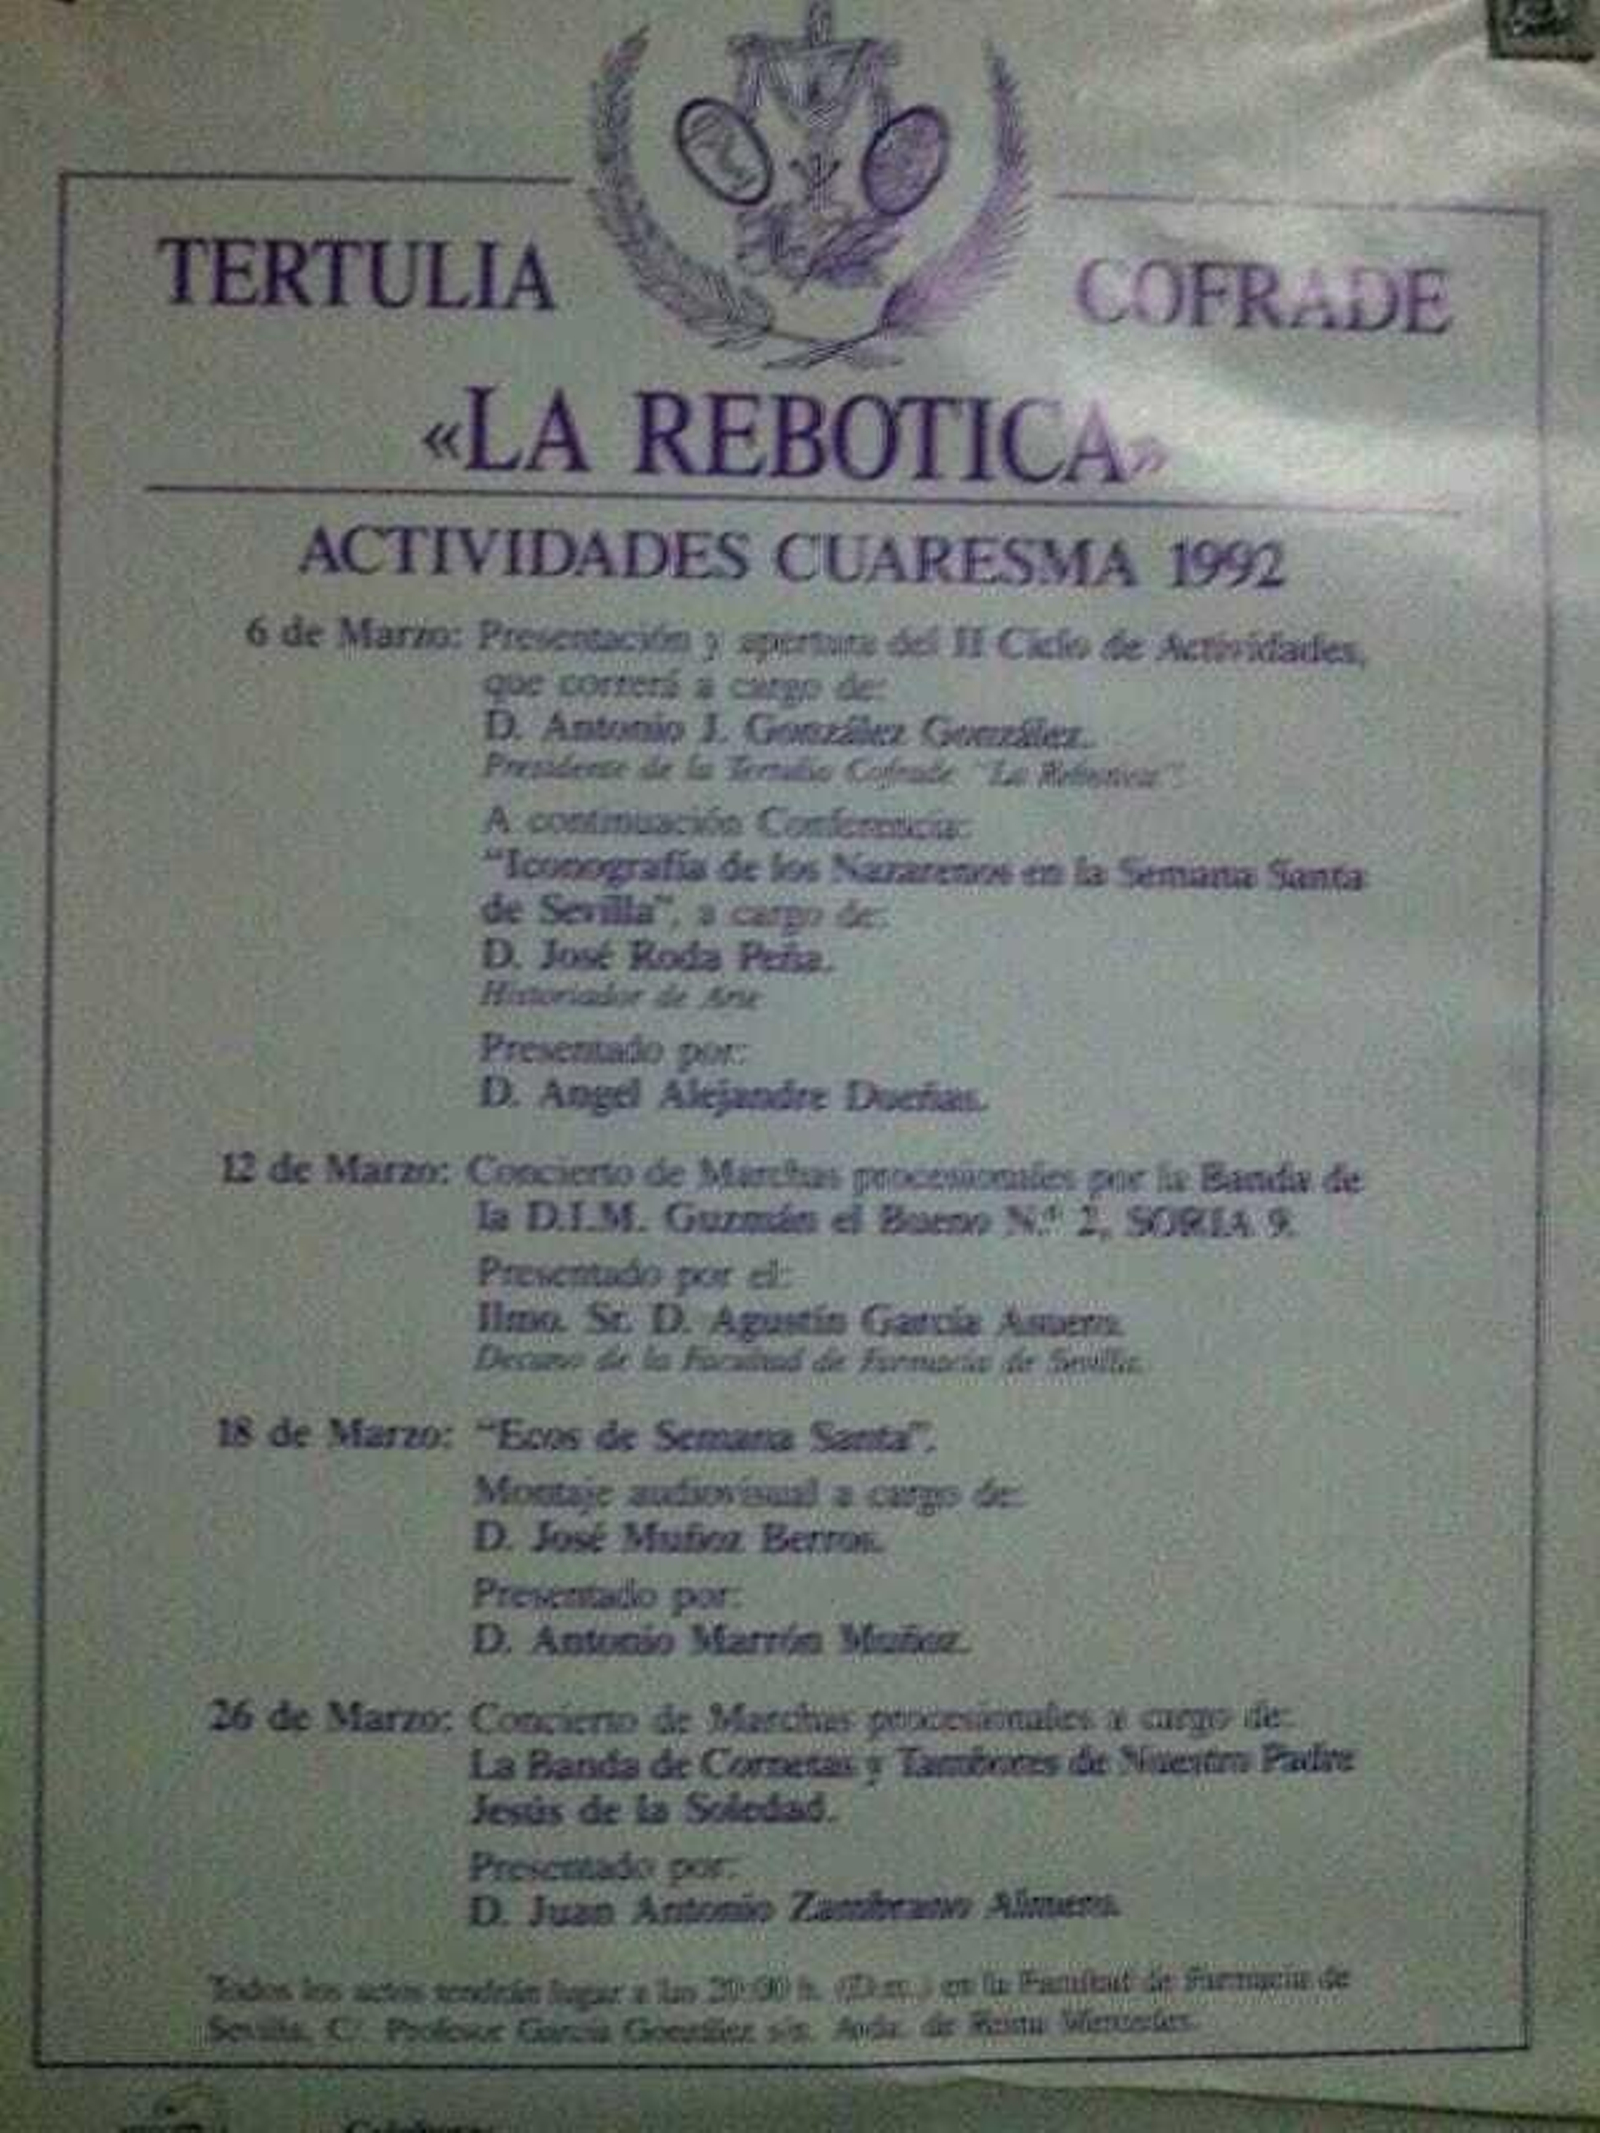 TERTULIA COFRADE
«LA REBOTICA»
ACTIVIDADES CUARESMA 1992
6 de Marzo: Presentación y apertura del II Ciclo de Actividades,
que correrá a cargo de:
D. Antonio J. González González.
Presidente de la Tertulia Cofrade "La Rebotica".
A continuación Conferencia:
"Iconografía de los Nazarenos en la Semana Santa
de Sevilla", a cargo de:
D. José Roda Peña.
Historiador de Arte
Presentado por:
D. Angel Alejandre Dueñas.
12 de Marzo: Concierto de Marchas procesionales por la Banda de
la D.I.M. Guzmán el Bueno N.º 2, SORIA 9.
Presentado por el:
Ilmo. Sr. D. Agustín García Asuero.
Decano de la Facultad de Farmacia de Sevilla.
18 de Marzo: "Ecos de Semana Santa".
Montaje audiovisual a cargo de:
D. José Muñoz Berros.
Presentado por:
D. Antonio Marrón Muñoz.
26 de Marzo: Concierto de Marchas procesionales a cargo de:
La Banda de Cornetas y Tambores de Nuestro Padre
Jesús de la Soledad.
Presentado por:
D. Juan Antonio Zambrano
Todos los actos tendrán lugar a las 20:00 h. (D.m.) en la Facultad de Farmacia de
Sevilla, C/. Profesor García González s/n. Avda. de Reina Mercedes.